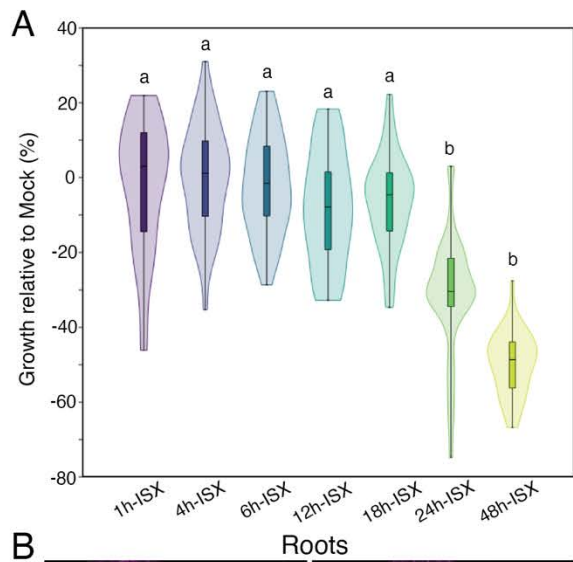 A
40
a
a
a
a
a
20
b
0
-20
b
-40
-60
-80
Growth relative to Mock (%)
1h-ISX
4h-ISX
6h-ISX
12h-ISX
18h-ISX
24h-ISX
48h-ISX
Roots
B